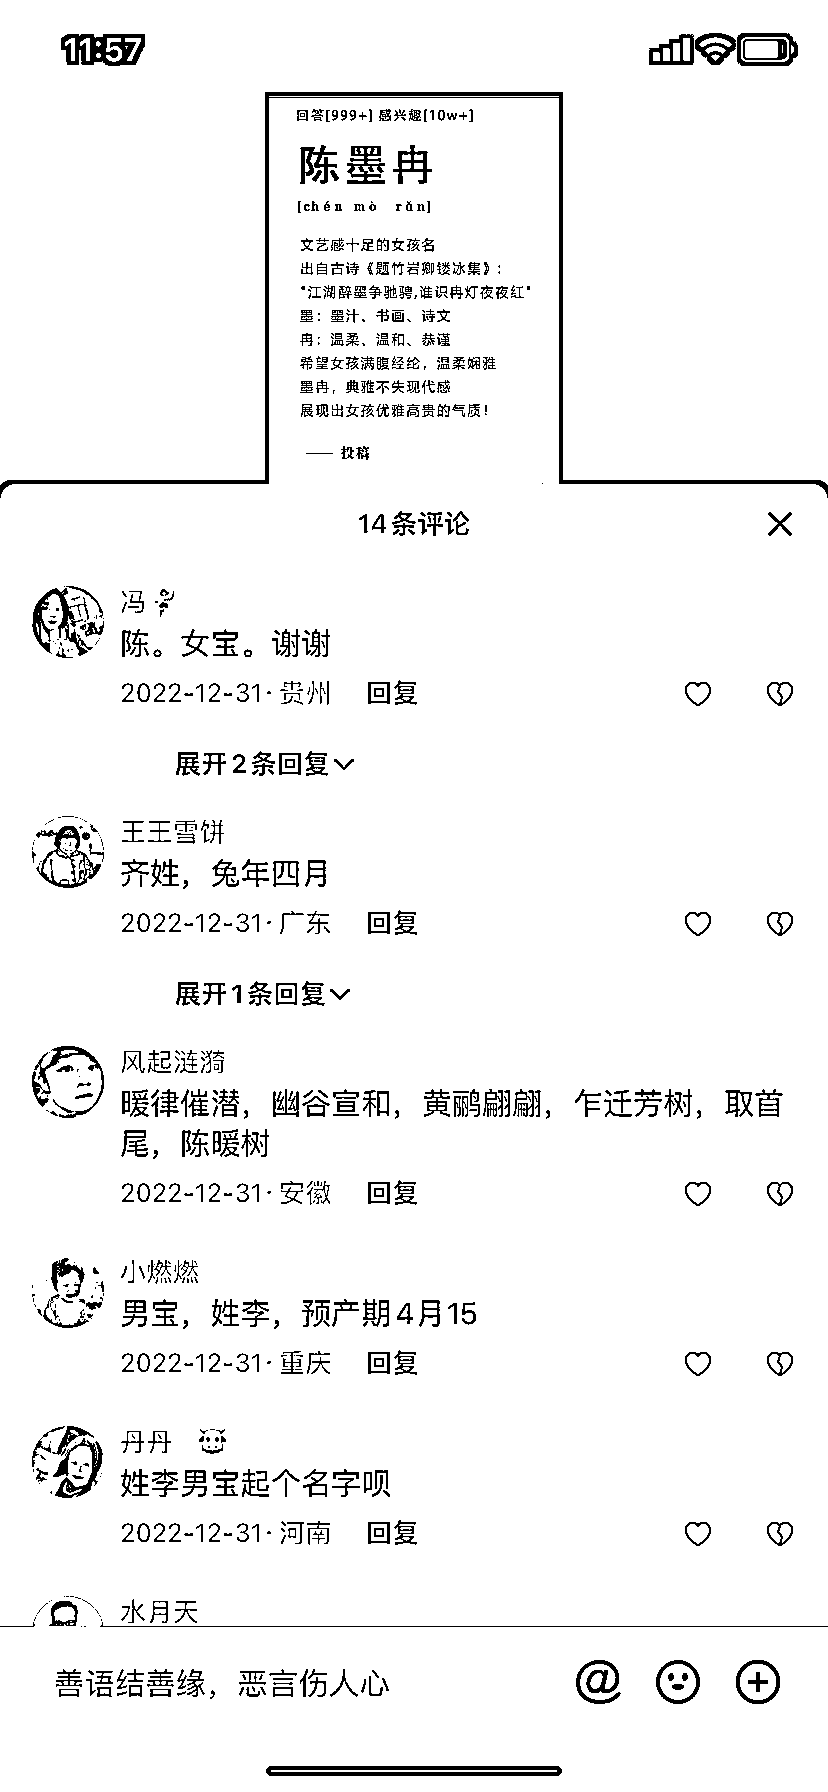 11:57
回答[999+] 感兴趣[10w+]
陈墨冉
[chén mò rǎn]
文艺感十足的女孩名
出自古诗《题竹岩卿镂冰集》:
"江湖醉墨争驰骋,谁识冉灯夜夜红"
墨：墨汁、书画、诗文
冉：温柔、温和、恭谨
希望女孩满腹经纶，温柔娴雅
墨冉，典雅不失现代感
展现出女孩优雅高贵的气质！
—— 投稿
14条评论
冯
陈。女宝。谢谢
2022-12-31·贵州 回复
展开2条回复
王王雪饼
齐姓，兔年四月
2022-12-31·广东 回复
展开1条回复
风起涟漪
暖律催潜，幽谷宣和，黄鹂翩翩，乍迁芳树，取首
尾，陈暖树
2022-12-31·安徽 回复
小燃燃
男宝，姓李，预产期4月15
2022-12-31·重庆 回复
丹丹
姓李男宝起个名字呗
2022-12-31·河南 回复
水月天
善语结善缘，恶言伤人心